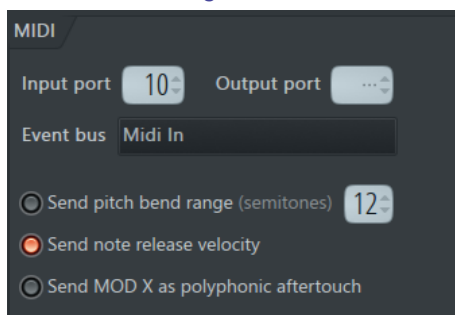 MIDI
Input port 10 Output port ---
Event bus Midi In
Send pitch bend range (semitones) 12
Send note release velocity
Send MOD X as polyphonic aftertouch